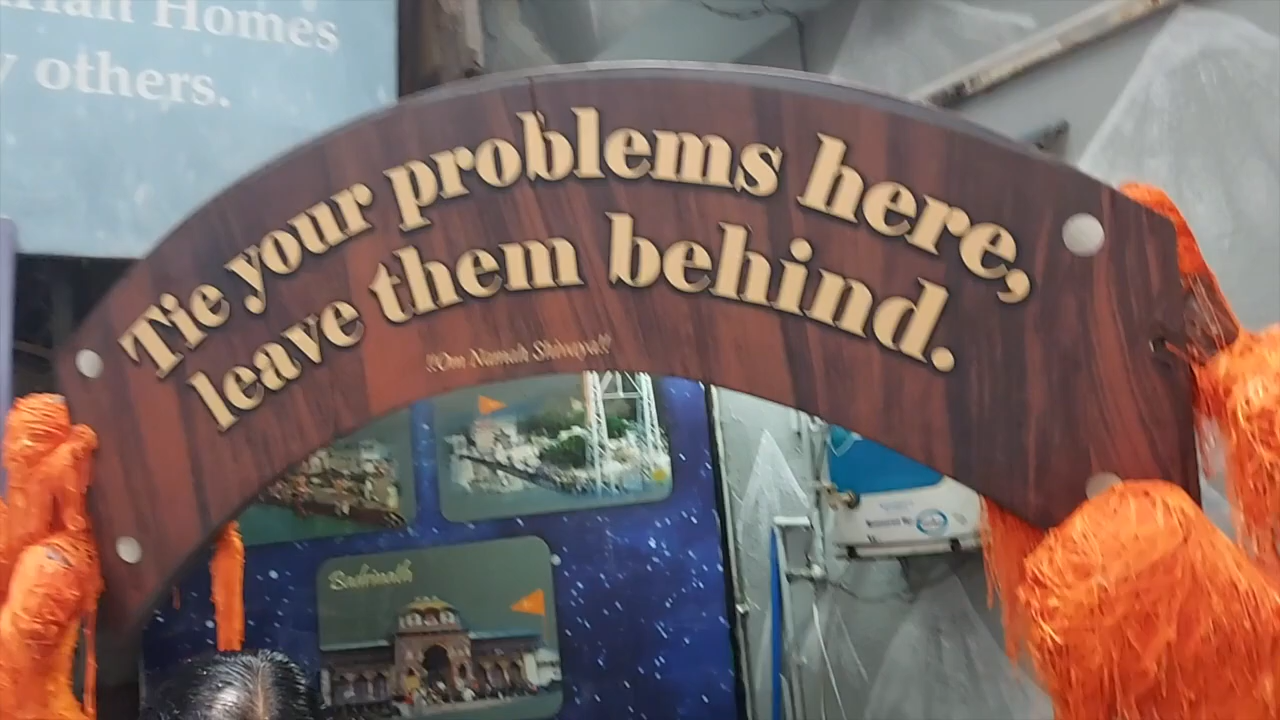 Homes
others.
Tie your problems here,
leave them behind.
!!Om Namah Shivaya!!
Badrinath